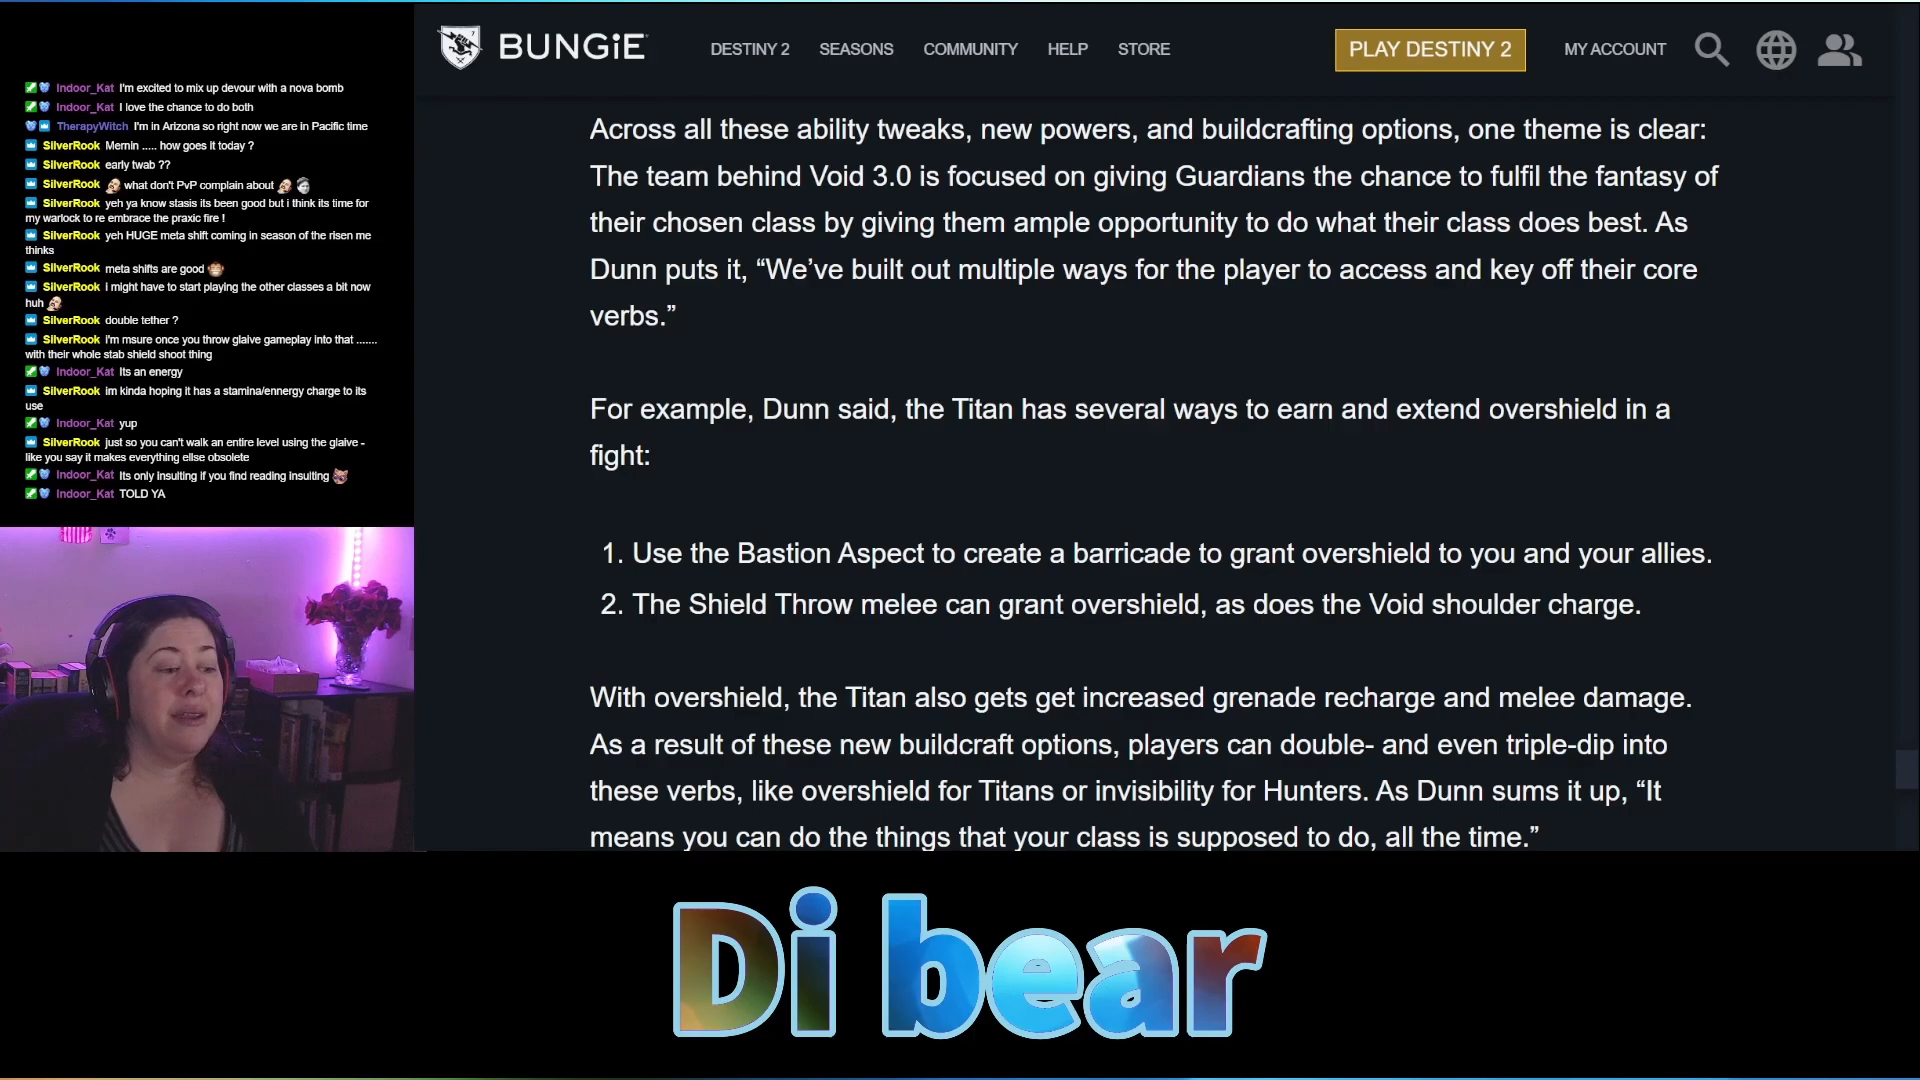 Indoor_Kat I'm excited to mix up devour with a nova bomb
Indoor_Kat I love the chance to do both
TherapyWitch I'm in Arizona so right now we are in Pacific time
SilverRook Mernin ..... how goes it today ?
SilverRook early twab ??
SilverRook what don't PvP complain about
SilverRook yeh ya know stasis its been good but i think its time for
my warlock to re embrace the praxic fire !
SilverRook yeh HUGE meta shift coming in season of the risen me
thinks
SilverRook meta shifts are good
SilverRook i might have to start playing the other classes a bit now
huh
SilverRook double tether ?
SilverRook I'm msure once you throw glaive gameplay into that .......
with their whole stab shield shoot thing
Indoor_Kat Its an energy
SilverRook im kinda hoping it has a stamina/ennergy charge to its
use
Indoor_Kat yup
SilverRook just so you can't walk an entire level using the glaive -
like you say it makes everything ellse obsolete
Indoor_Kat Its only insulting if you find reading insulting
Indoor_Kat TOLD YA
BUNGiE
DESTINY 2 SEASONS COMMUNITY HELP STORE
PLAY DESTINY 2
MY ACCOUNT
Across all these ability tweaks, new powers, and buildcrafting options, one theme is clear:
The team behind Void 3.0 is focused on giving Guardians the chance to fulfil the fantasy of
their chosen class by giving them ample opportunity to do what their class does best. As
Dunn puts it, “We’ve built out multiple ways for the player to access and key off their core
verbs.”
For example, Dunn said, the Titan has several ways to earn and extend overshield in a
fight:
1. Use the Bastion Aspect to create a barricade to grant overshield to you and your allies.
2. The Shield Throw melee can grant overshield, as does the Void shoulder charge.
With overshield, the Titan also gets get increased grenade recharge and melee damage.
As a result of these new buildcraft options, players can double- and even triple-dip into
these verbs, like overshield for Titans or invisibility for Hunters. As Dunn sums it up, “It
means you can do the things that your class is supposed to do, all the time.”
Di bear